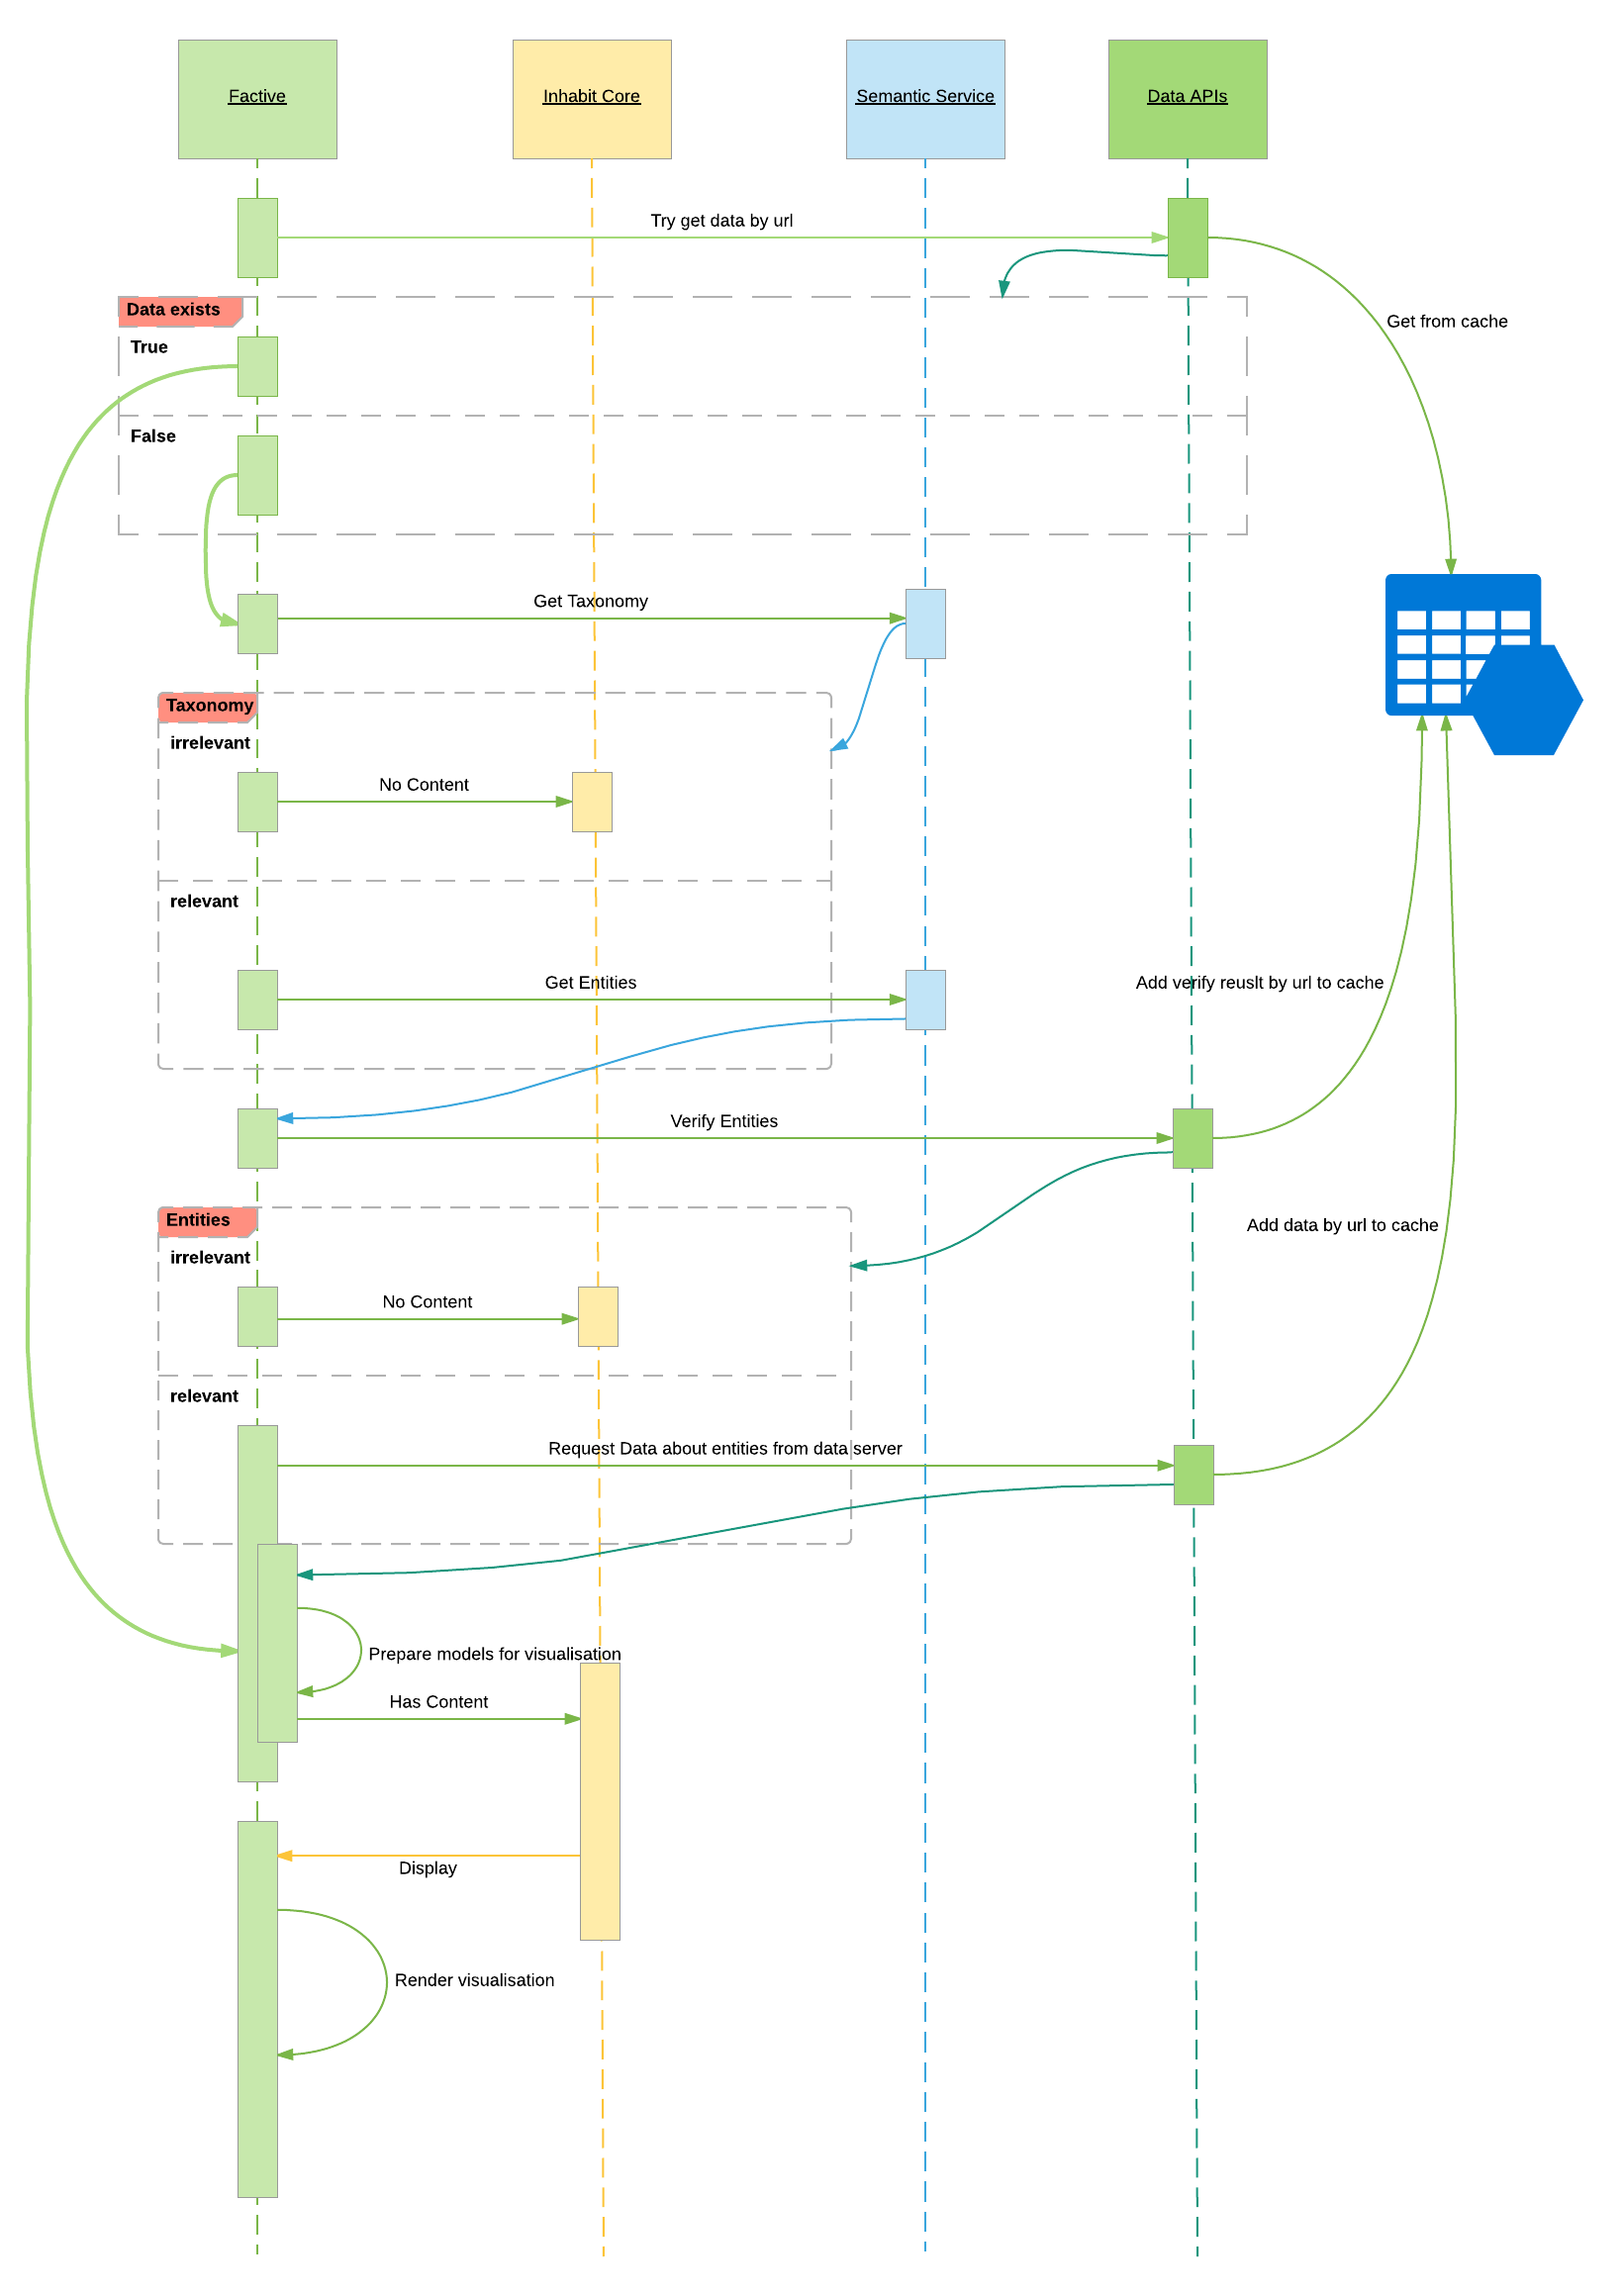 Factive
Inhabit Core
Semantic Service
Data APIs
Try get data by url
Data exists
Get from cache
True
False
Get Taxonomy
Taxonomy
irrelevant
No Content
relevant
Get Entities
Add verify reuslt by url to cache
Verify Entities
Entities
Add data by url to cache
irrelevant
No Content
relevant
Request Data about entities from data server
Prepare models for visualisation
Has Content
Display
Render visualisation